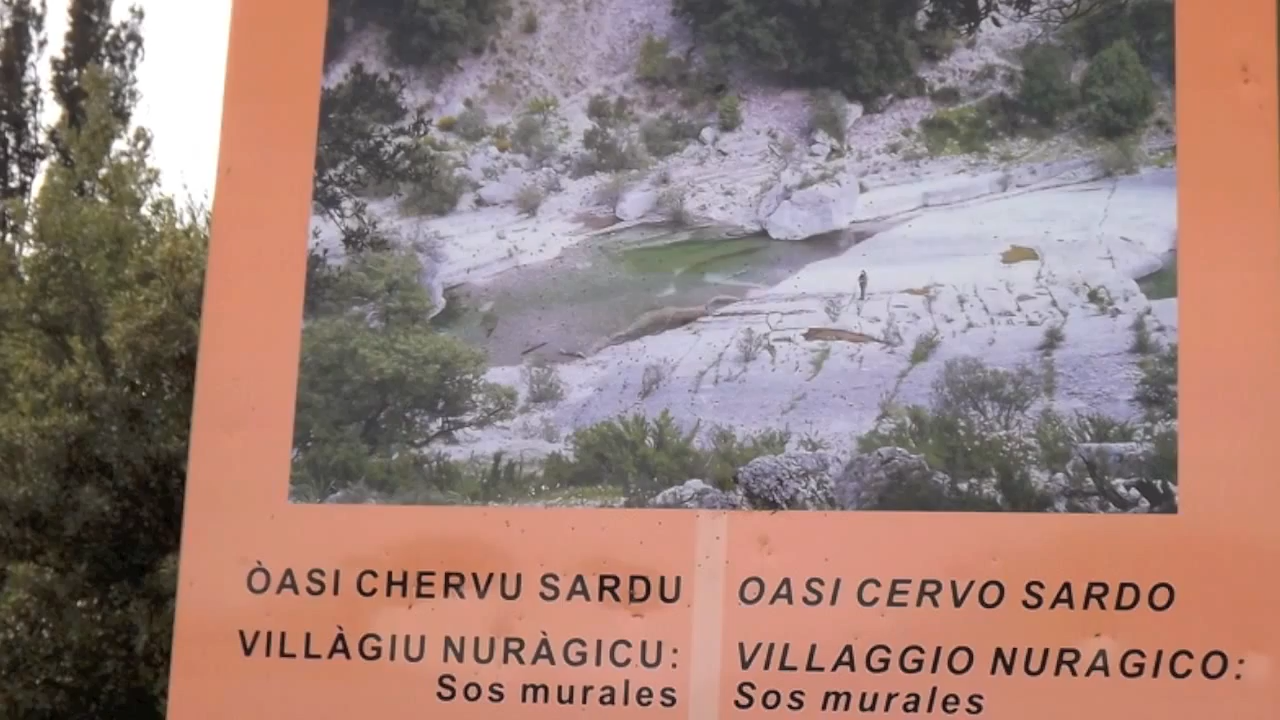 ÒASI CHERVU SARDU
VILLÀGIU NURÀGICU:
Sos murales
OASI CERVO SARDO
VILLAGGIO NURAGICO:
Sos murales